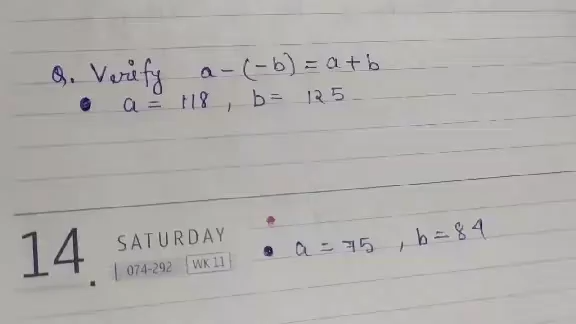 Q. Verify a-(-b) = a+b
• a = 118, b = 125
14. SATURDAY
074-292 WK 11
• a = 75, b = 84